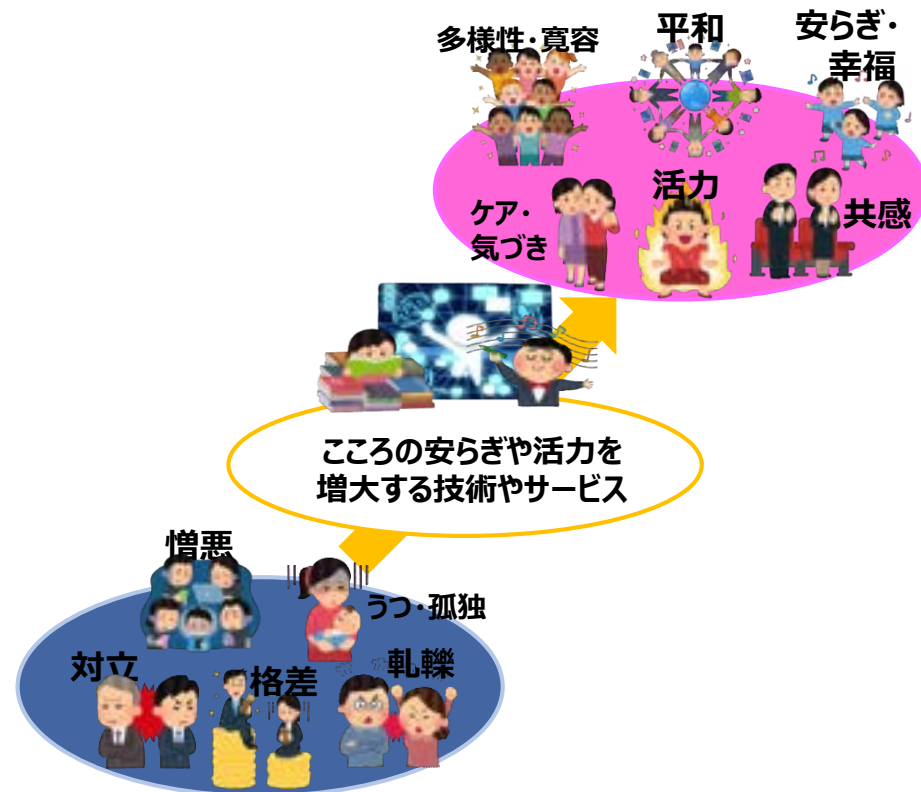 多様性・寛容
平和
安らぎ・
幸福
ケア・
気づき
活力
共感
こころの安らぎや活力を
増大する技術やサービス
憎悪
うつ・孤独
対立
格差
軋轢